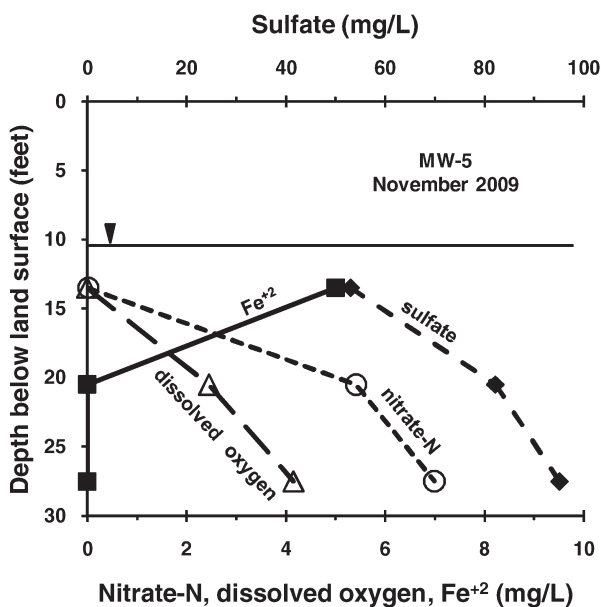 Sulfate (mg/L)
0 20 40 60 80 100
0
5
10
15
20
25
30
Depth below land surface (feet)
MW-5
November 2009
Fe+2
sulfate
nitrate-N
dissolved oxygen
0 2 4 6 8 10
Nitrate-N, dissolved oxygen, Fe+2 (mg/L)